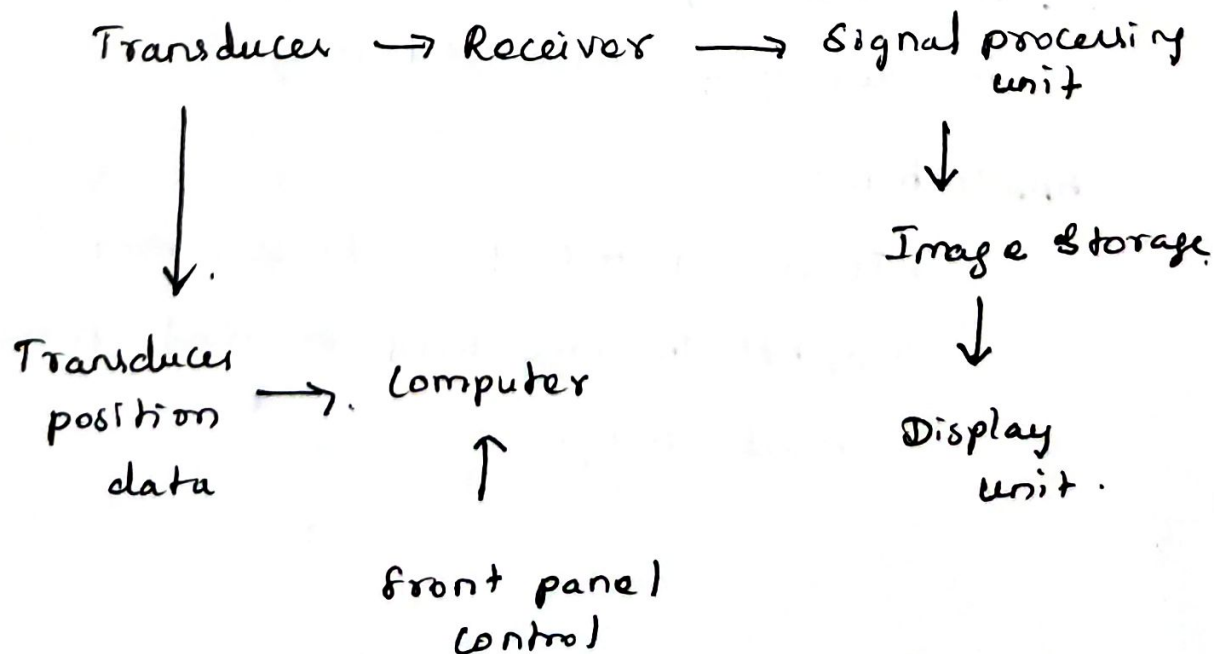 Transducer → Receiver → Signal processing
unit
↓
↓
Image Storage.
↓
Transducer
position
data
→
Computer
↑
Display
unit.
front panel
control